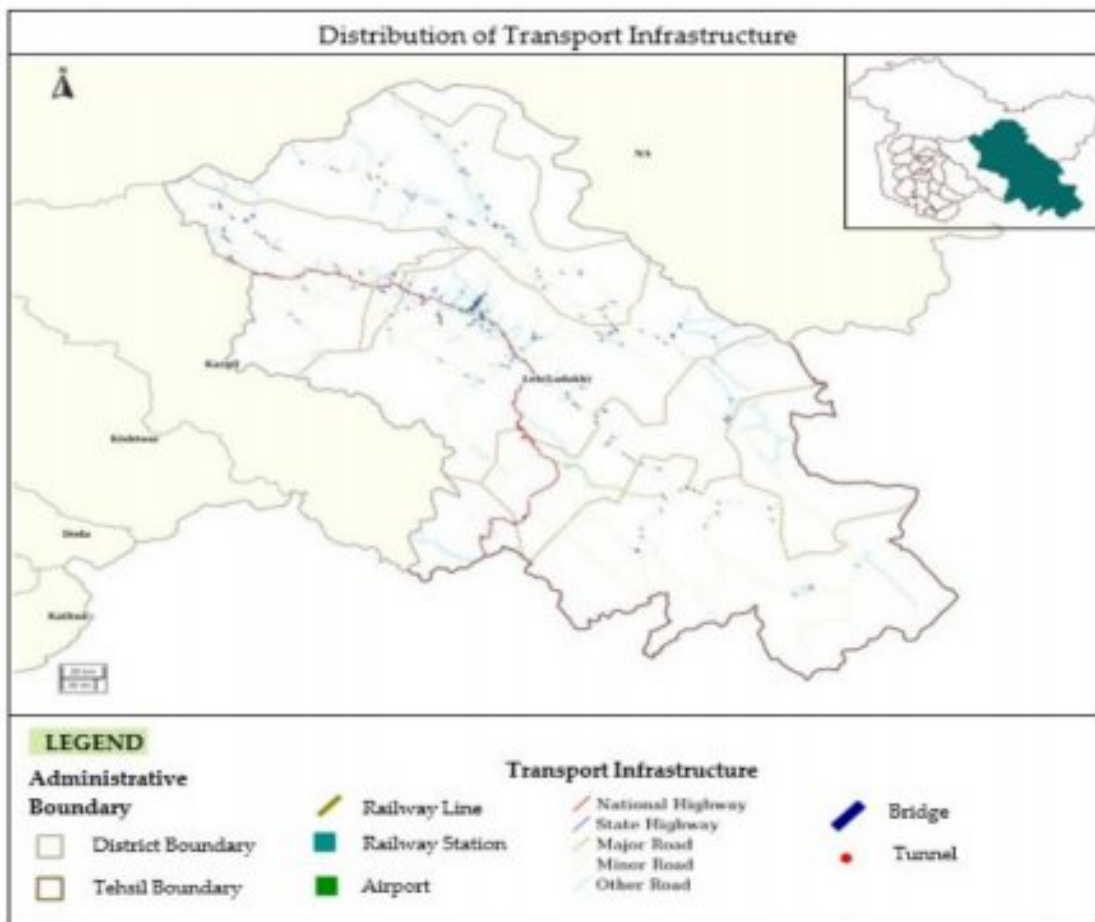 Distribution of Transport Infrastructure
N
NA
Leh(Ladakh)
Kargil
Kishtwar
Doda
Kathua
LEGEND
Administrative
Boundary
District Boundary
Tehsil Boundary
Railway Line
Railway Station
Airport
Transport Infrastructure
National Highway
State Highway
Major Road
Minor Road
Other Road
Bridge
Tunnel